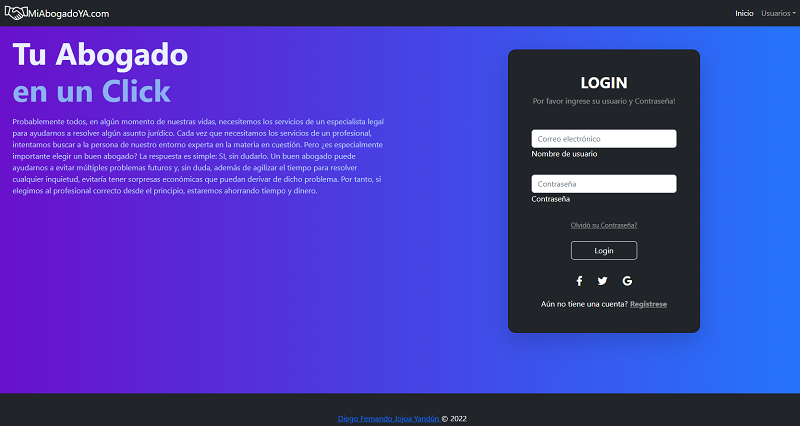 MiAbogadoYA.com
Inicio
Usuarios
Tu Abogado
en un Click
Probablemente todos, en algún momento de nuestras vidas, necesitemos los servicios de un especialista legal
para ayudarnos a resolver algún asunto jurídico. Cada vez que necesitamos los servicios de un profesional,
intentamos buscar a la persona de nuestro entorno experta en la materia en cuestión. Pero ¿es especialmente
importante elegir un buen abogado? La respuesta es simple: SI, sin dudarlo. Un buen abogado puede
ayudarnos a evitar múltiples problemas futuros y, sin duda, además de agilizar el tiempo para resolver
cualquier inquietud, evitaría tener sorpresas económicas que puedan derivar de dicho problema. Por tanto, si
elegimos al profesional correcto desde el principio, estaremos ahorrando tiempo y dinero.
LOGIN
Por favor ingrese su usuario y Contraseña!
Correo electrónico
Nombre de usuario
Contraseña
Contraseña
Olvidó su Contraseña?
Login
Aún no tiene una cuenta? Registrese
Diego Fernando Jojoa Yandún © 2022